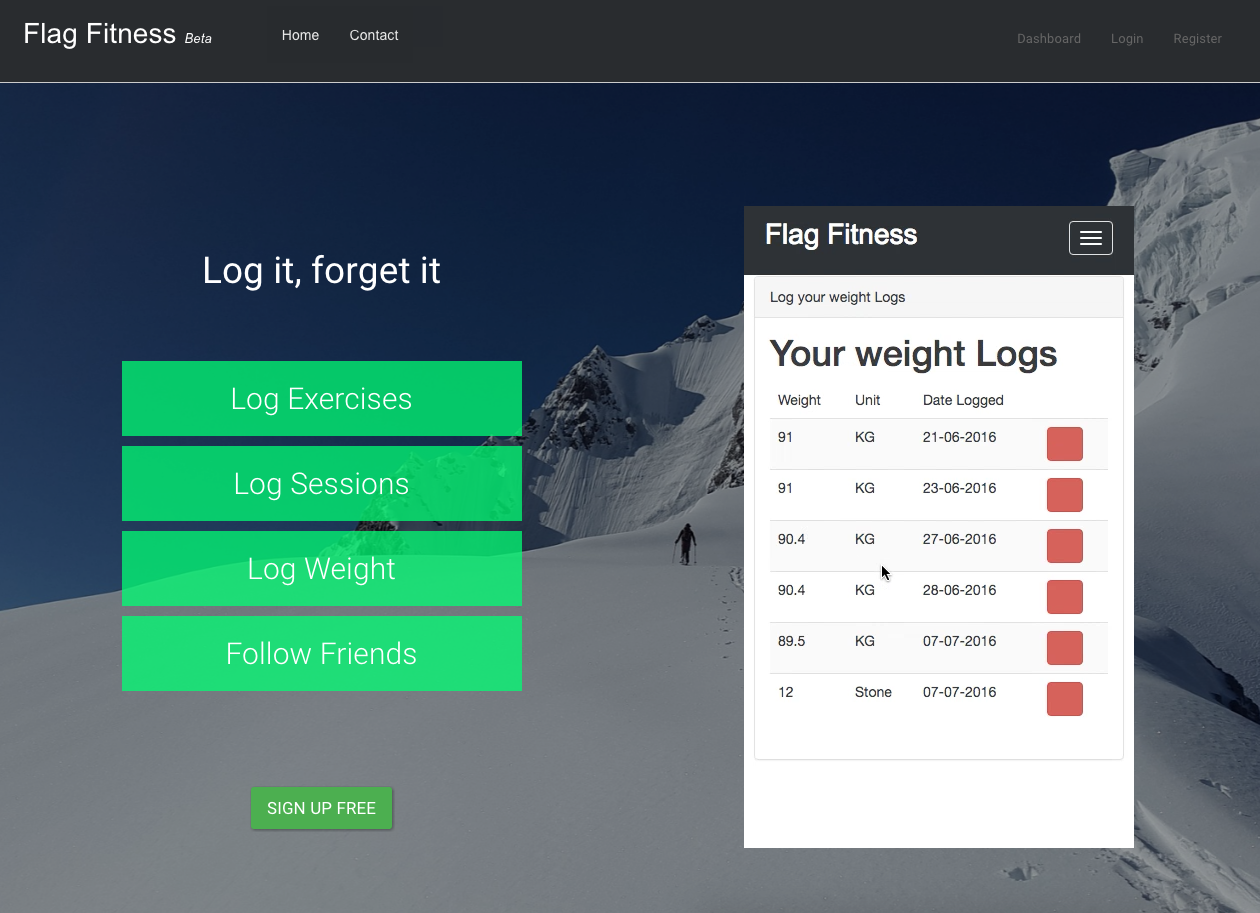 Flag Fitness Beta
Home Contact
Dashboard Login Register
Log it, forget it
Log Exercises
Log Sessions
Log Weight
Follow Friends
SIGN UP FREE
Flag Fitness
Log your weight Logs
Your weight Logs
Weight Unit Date Logged
91 KG 21-06-2016
91 KG 23-06-2016
90.4 KG 27-06-2016
90.4 KG 28-06-2016
89.5 KG 07-07-2016
12 Stone 07-07-2016